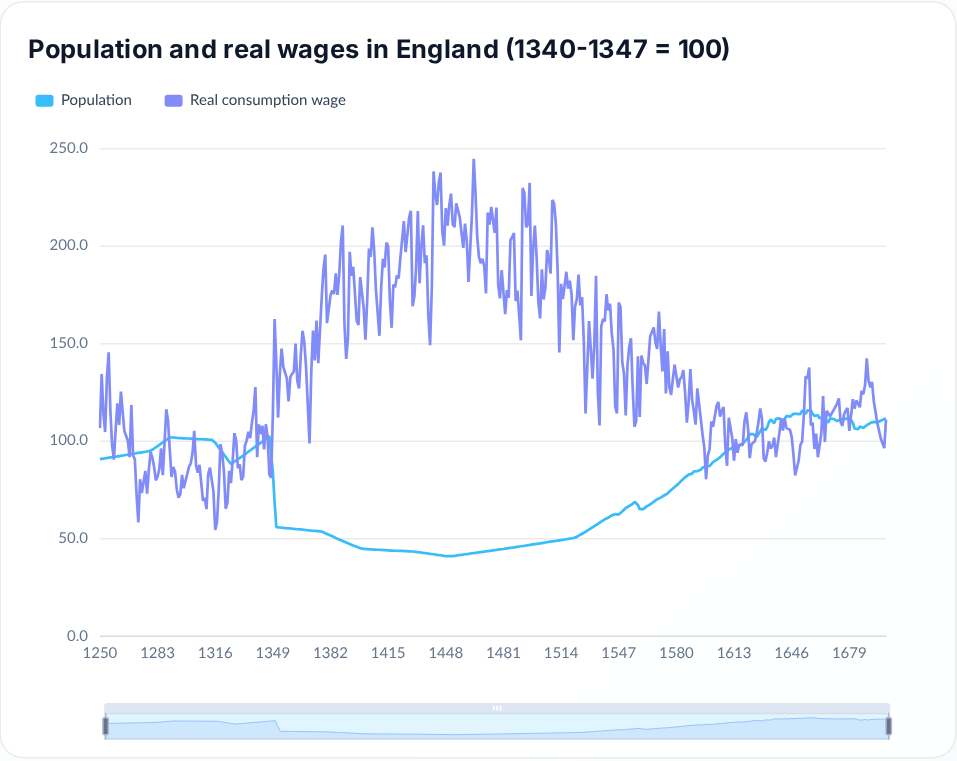 Population and real wages in England (1340-1347 = 100)
Population Real consumption wage
250.0
200.0
150.0
100.0
50.0
0.0
1250 1283 1316 1349 1382 1415 1448 1481 1514 1547 1580 1613 1646 1679